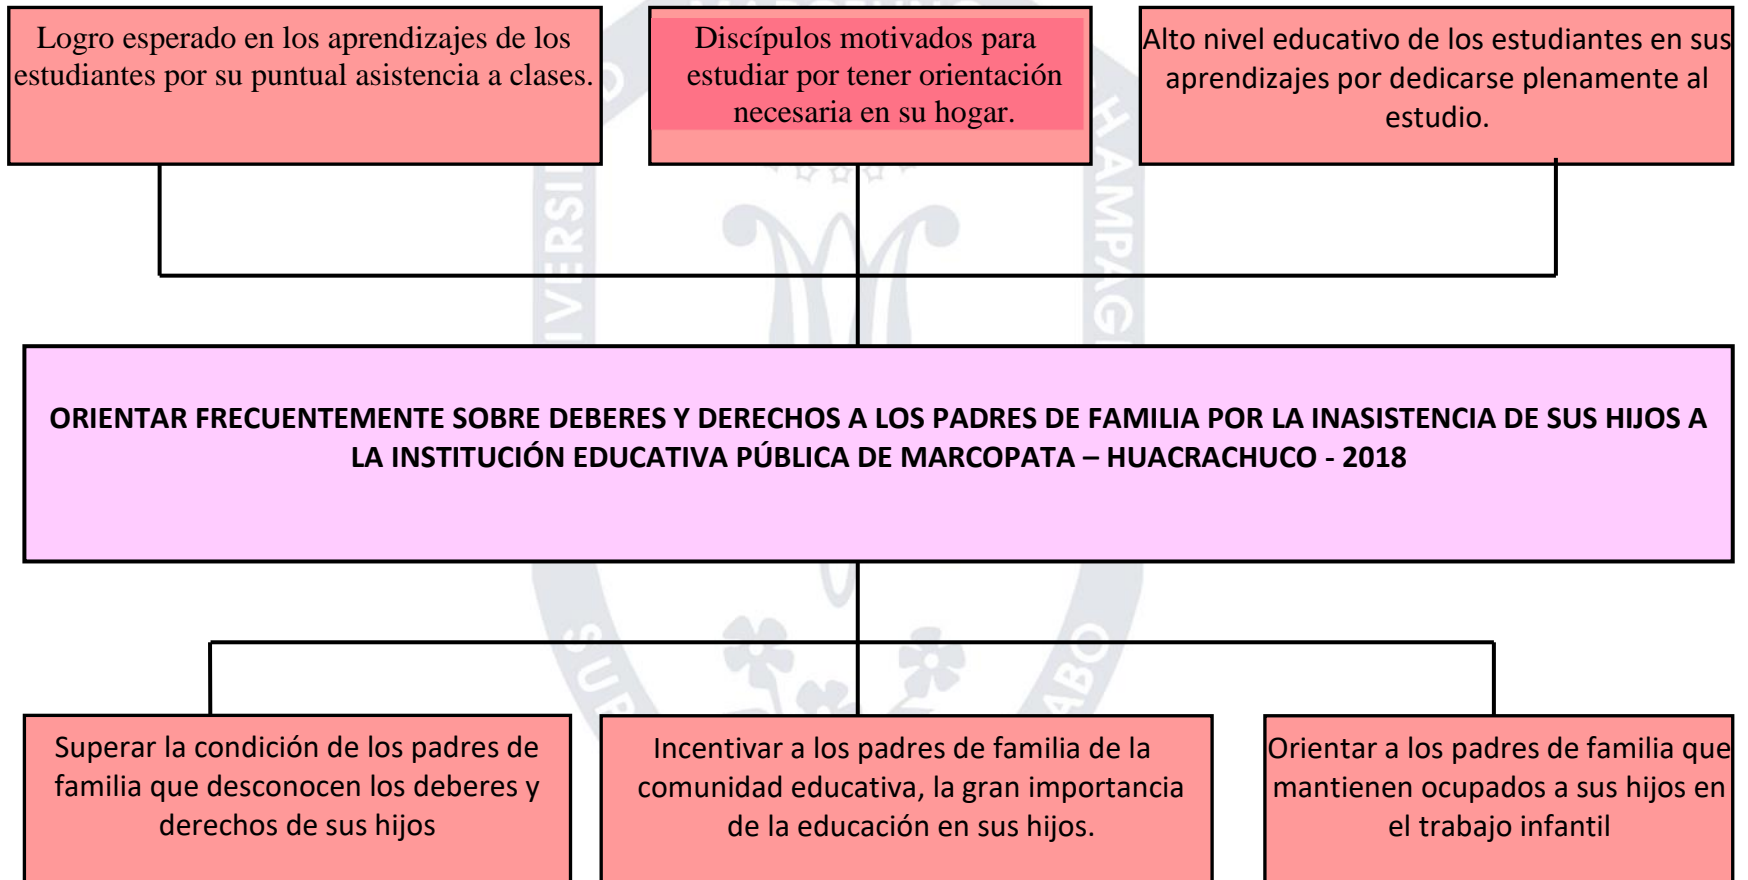 Logro esperado en los aprendizajes de los
estudiantes por su puntual asistencia a clases.
Discípulos motivados para
estudiar por tener orientación
necesaria en su hogar.
Alto nivel educativo de los estudiantes en sus
aprendizajes por dedicarse plenamente al
estudio.
ORIENTAR FRECUENTEMENTE SOBRE DEBERES Y DERECHOS A LOS PADRES DE FAMILIA POR LA INASISTENCIA DE SUS HIJOS A
LA INSTITUCIÓN EDUCATIVA PÚBLICA DE MARCOPATA – HUACRACHUCO - 2018
Superar la condición de los padres de
familia que desconocen los deberes y
derechos de sus hijos
Incentivar a los padres de familia de la
comunidad educativa, la gran importancia
de la educación en sus hijos.
Orientar a los padres de familia que
mantienen ocupados a sus hijos en
el trabajo infantil